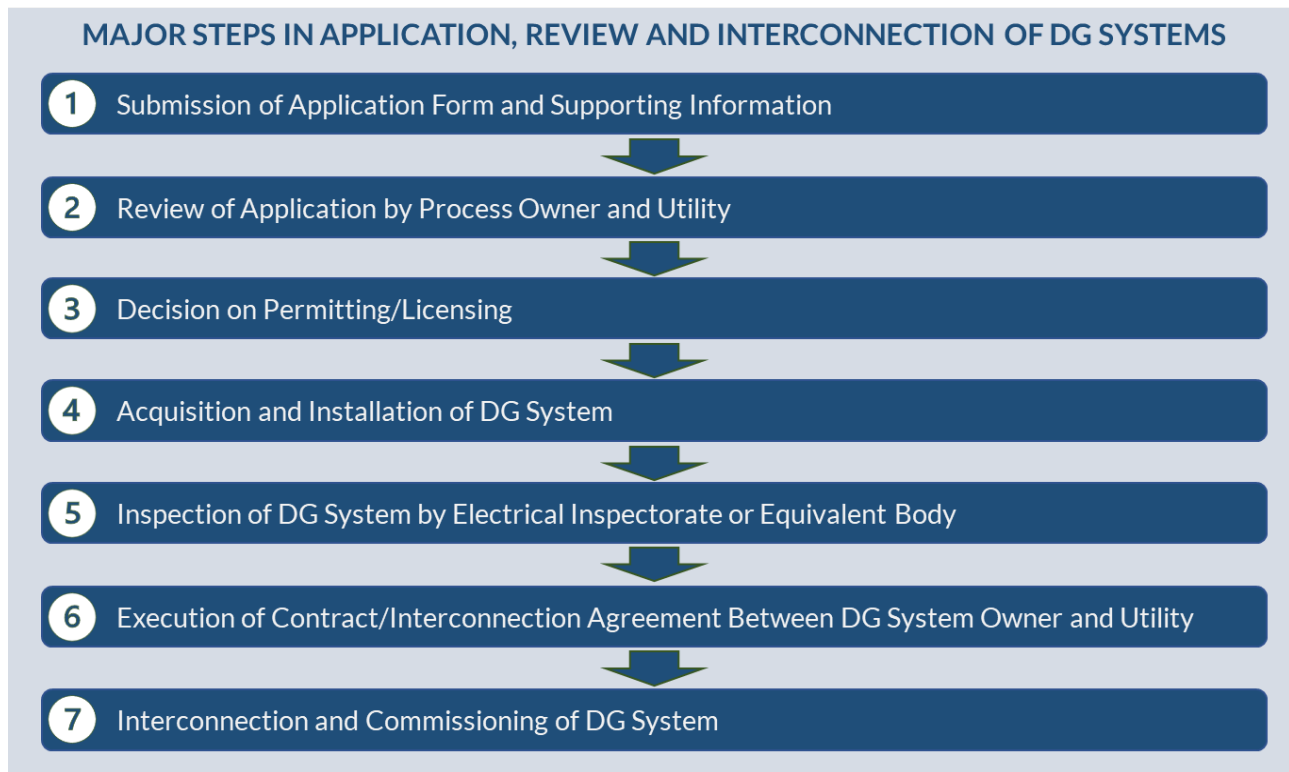 MAJOR STEPS IN APPLICATION, REVIEW AND INTERCONNECTION OF DG SYSTEMS
1 Submission of Application Form and Supporting Information
2 Review of Application by Process Owner and Utility
3 Decision on Permitting/Licensing
4 Acquisition and Installation of DG System
5 Inspection of DG System by Electrical Inspectorate or Equivalent Body
6 Execution of Contract/Interconnection Agreement Between DG System Owner and Utility
7 Interconnection and Commissioning of DG System